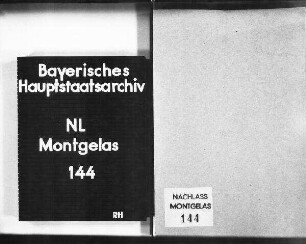 Bayerisches
Hauptstaatsarchiv
NL
Montgelas
144
RH
NACHLASS
MONTGELAS
144